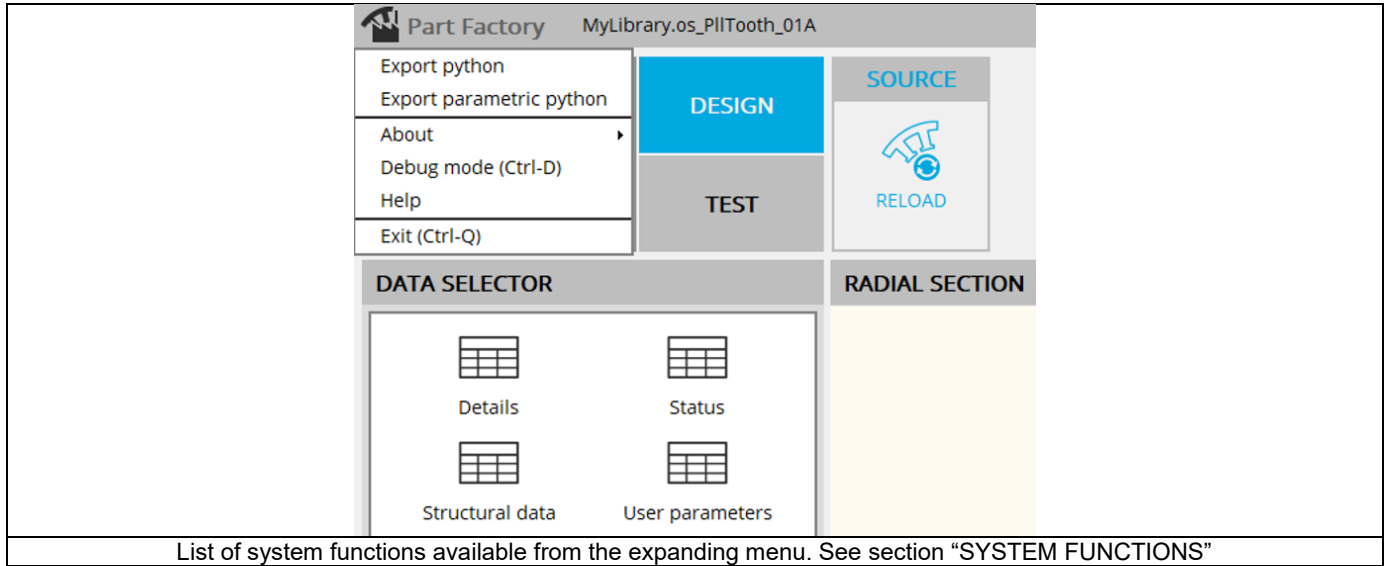 Part Factory MyLibrary.os_PllTooth_01A
Export python
Export parametric python
About
Debug mode (Ctrl-D)
Help
Exit (Ctrl-Q)
DESIGN
TEST
SOURCE
RELOAD
DATA SELECTOR
RADIAL SECTION
Details Status
Structural data User parameters
List of system functions available from the expanding menu. See section “SYSTEM FUNCTIONS”